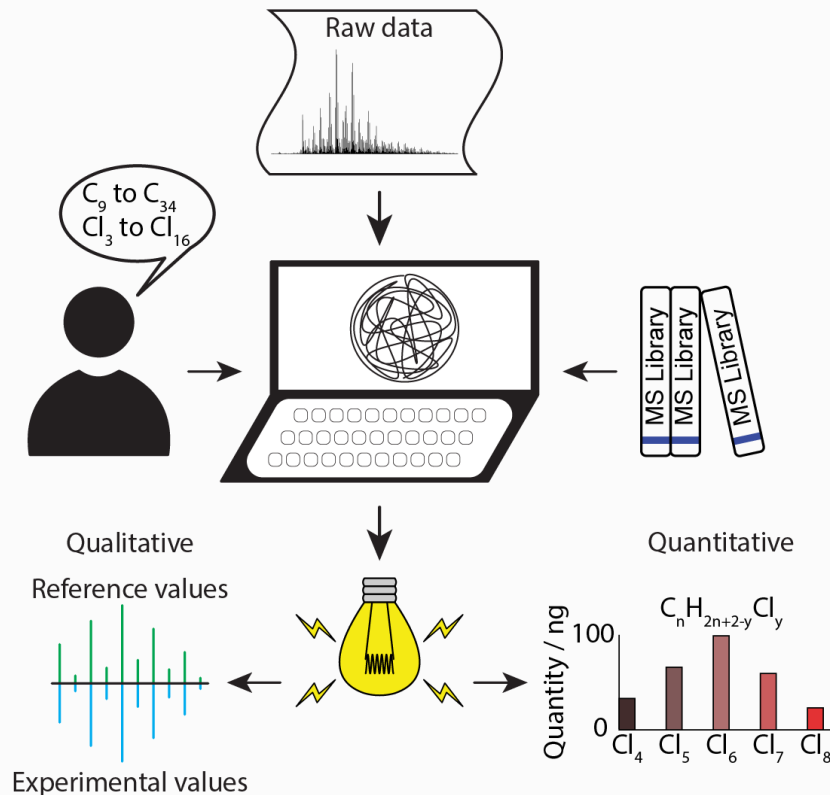 Raw data
C₉ to C₃₄
Cl₃ to Cl₁₆
MS Library
MS Library
MS Library
Qualitative
Reference values
Experimental values
Quantitative
CₙH₂ₙ₊₂₋ᵧClᵧ
Quantity / ng
100
0
Cl₄
Cl₅
Cl₆
Cl₇
Cl₈